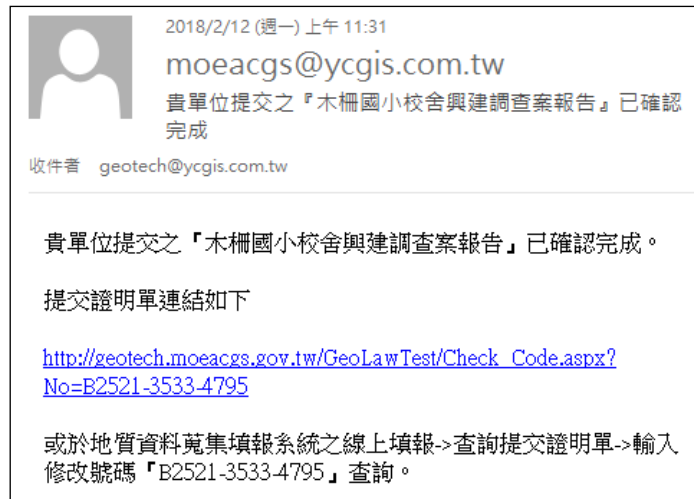 2018/2/12 (週一) 上午 11:31
moeacgs@ycgis.com.tw
貴單位提交之『木柵國小校舍興建調查案報告』已確認
完成
收件者 geotech@ycgis.com.tw
貴單位提交之『木柵國小校舍興建調查案報告』已確認完成。
提交證明單連結如下
http://geotech.moeacgs.gov.tw/GeoLawTest/Check_Code.aspx?
No=B2521-3533-4795
或於地質資料蒐集填報系統之線上填報->查詢提交證明單->輸入
修改號碼『B2521-3533-4795』查詢。